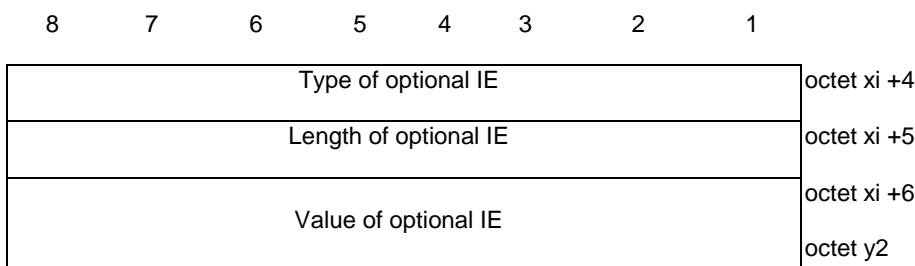 8 7 6 5 4 3 2 1
Type of optional IE octet xi +4
Length of optional IE octet xi +5
octet xi +6
Value of optional IE
octet y2